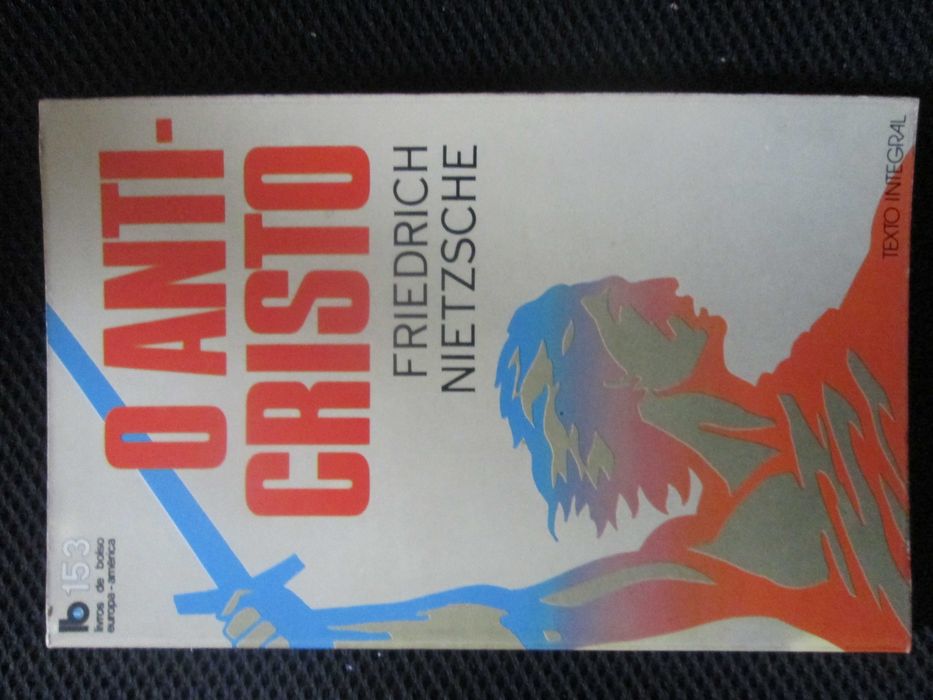 lb 153
livros de bolso
europa-américa
O ANTI-
CRISTO
FRIEDRICH
NIETZSCHE
TEXTO INTEGRAL